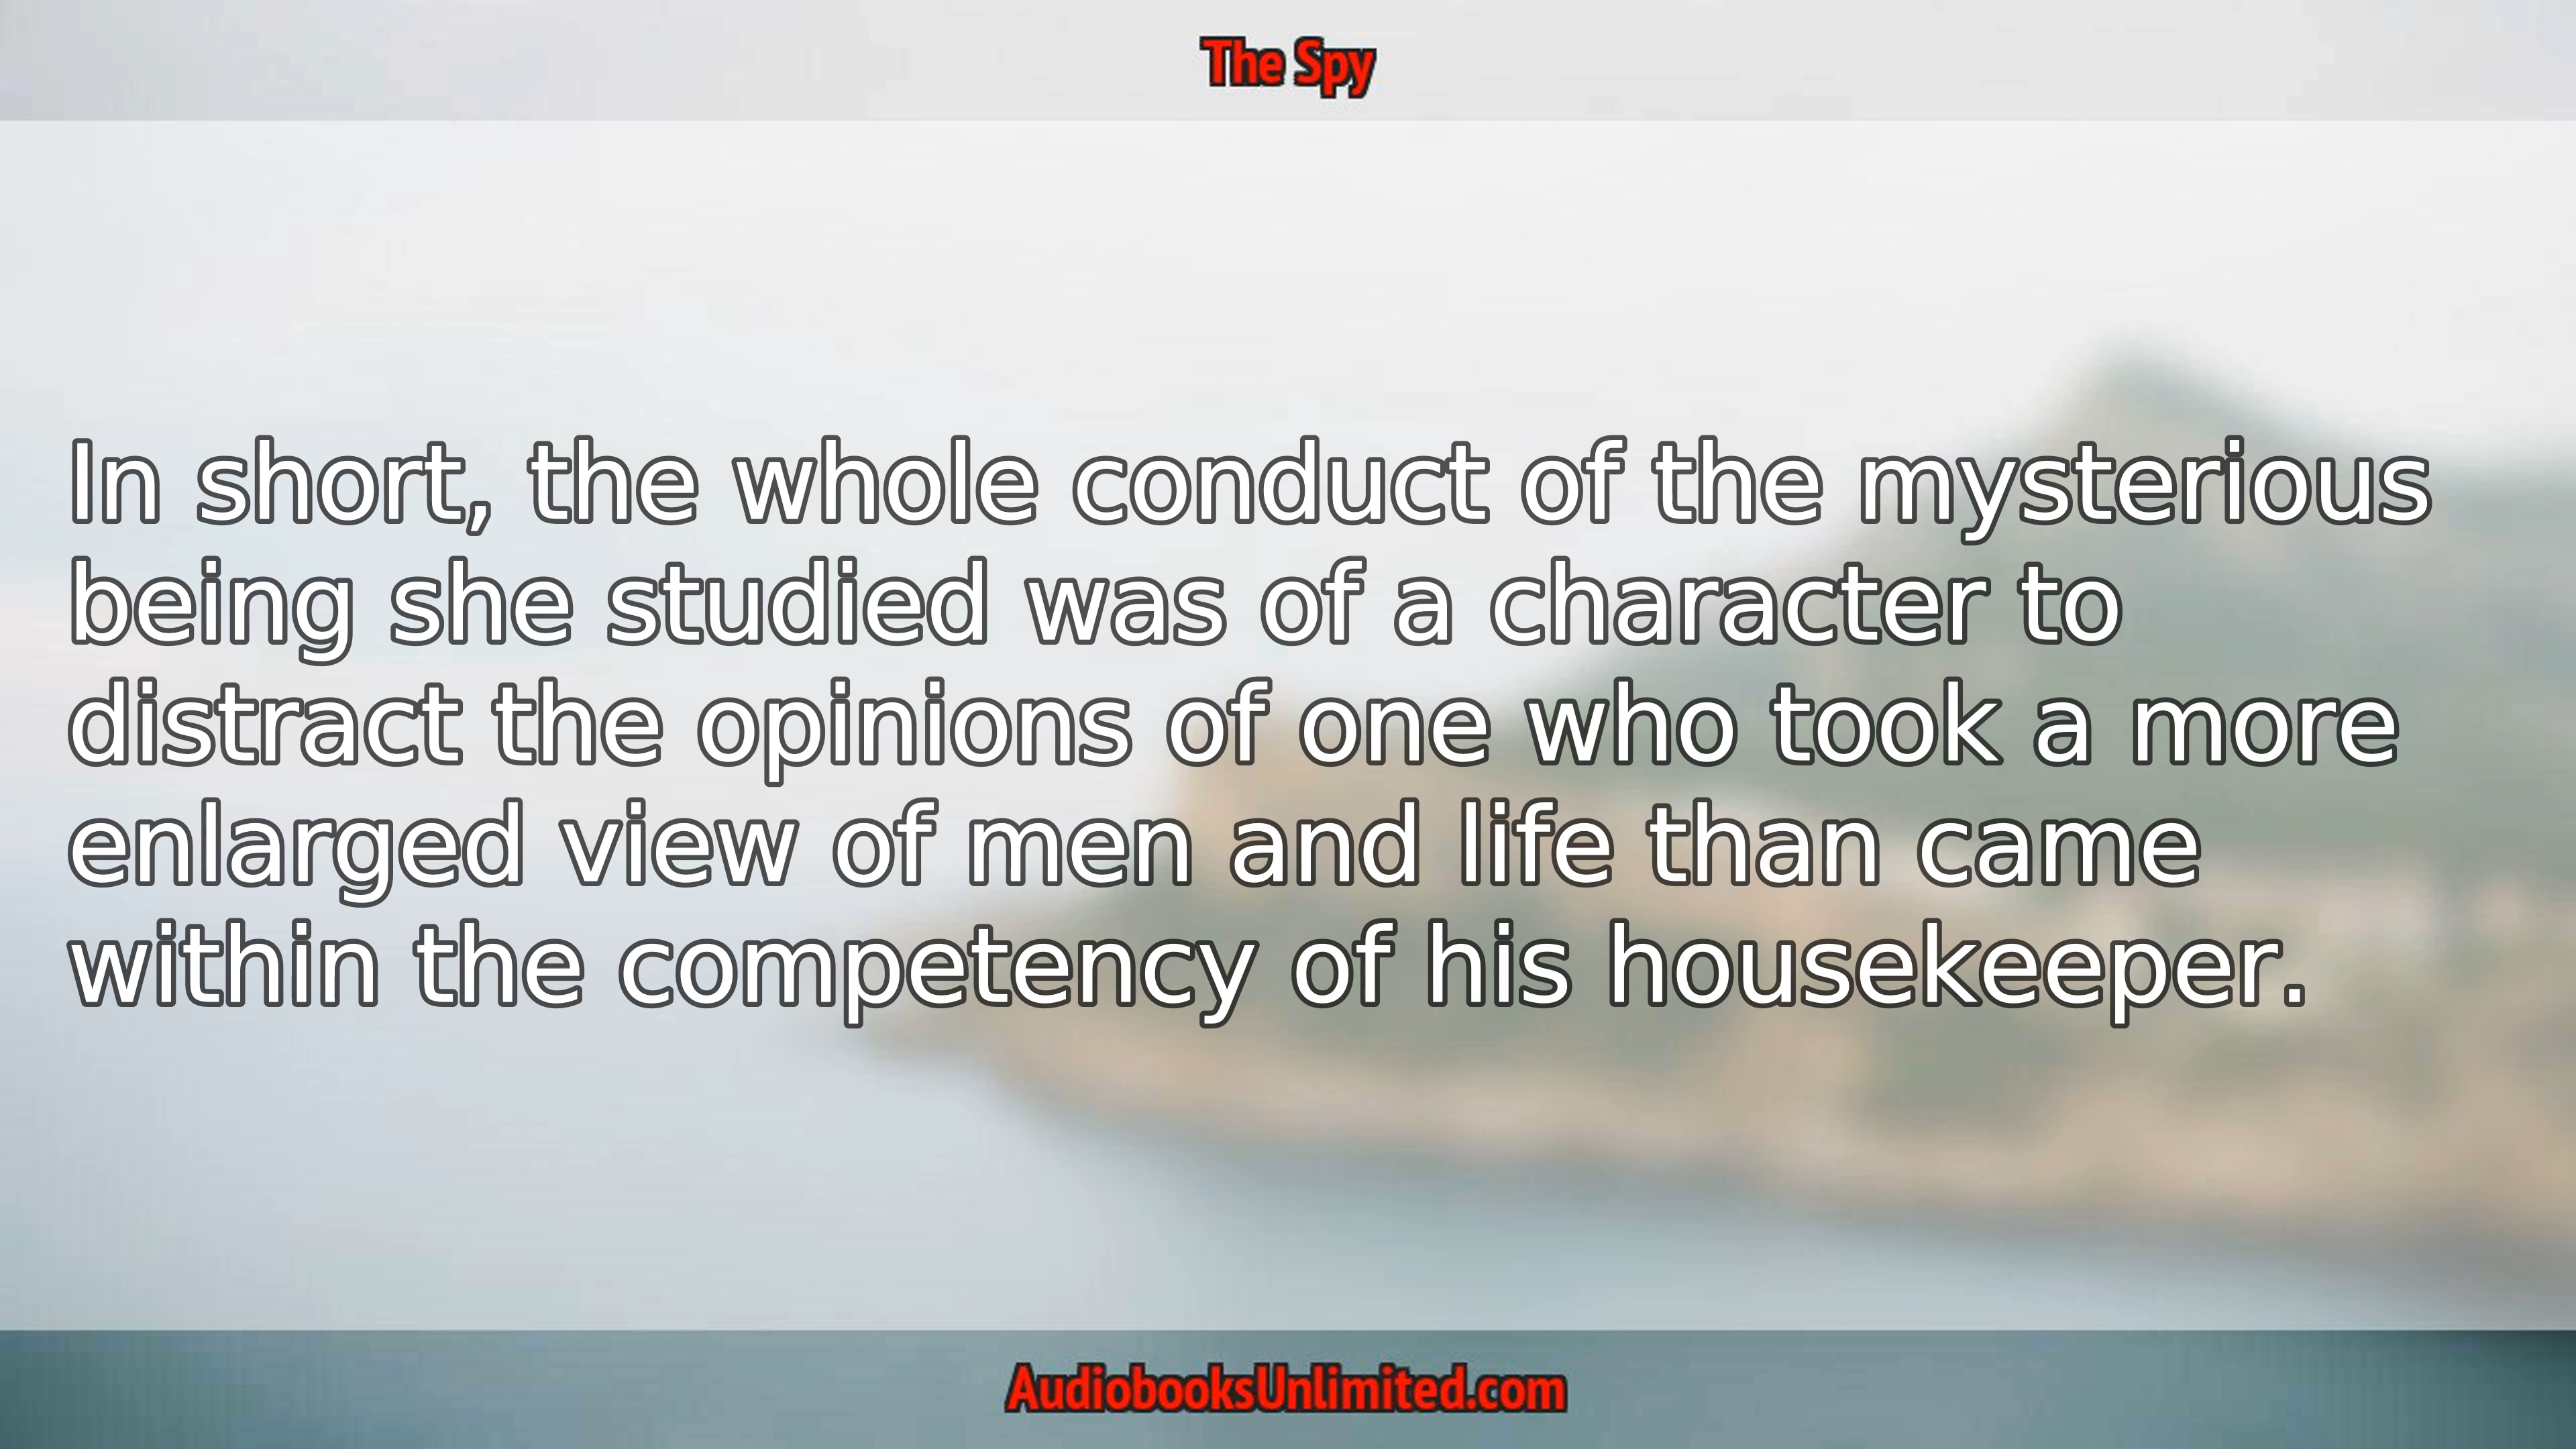 The Spy
In short, the whole conduct of the mysterious
being she studied was of a character to
distract the opinions of one who took a more
enlarged view of men and life than came
within the competency of his housekeeper.
AudiobooksUnlimited.com